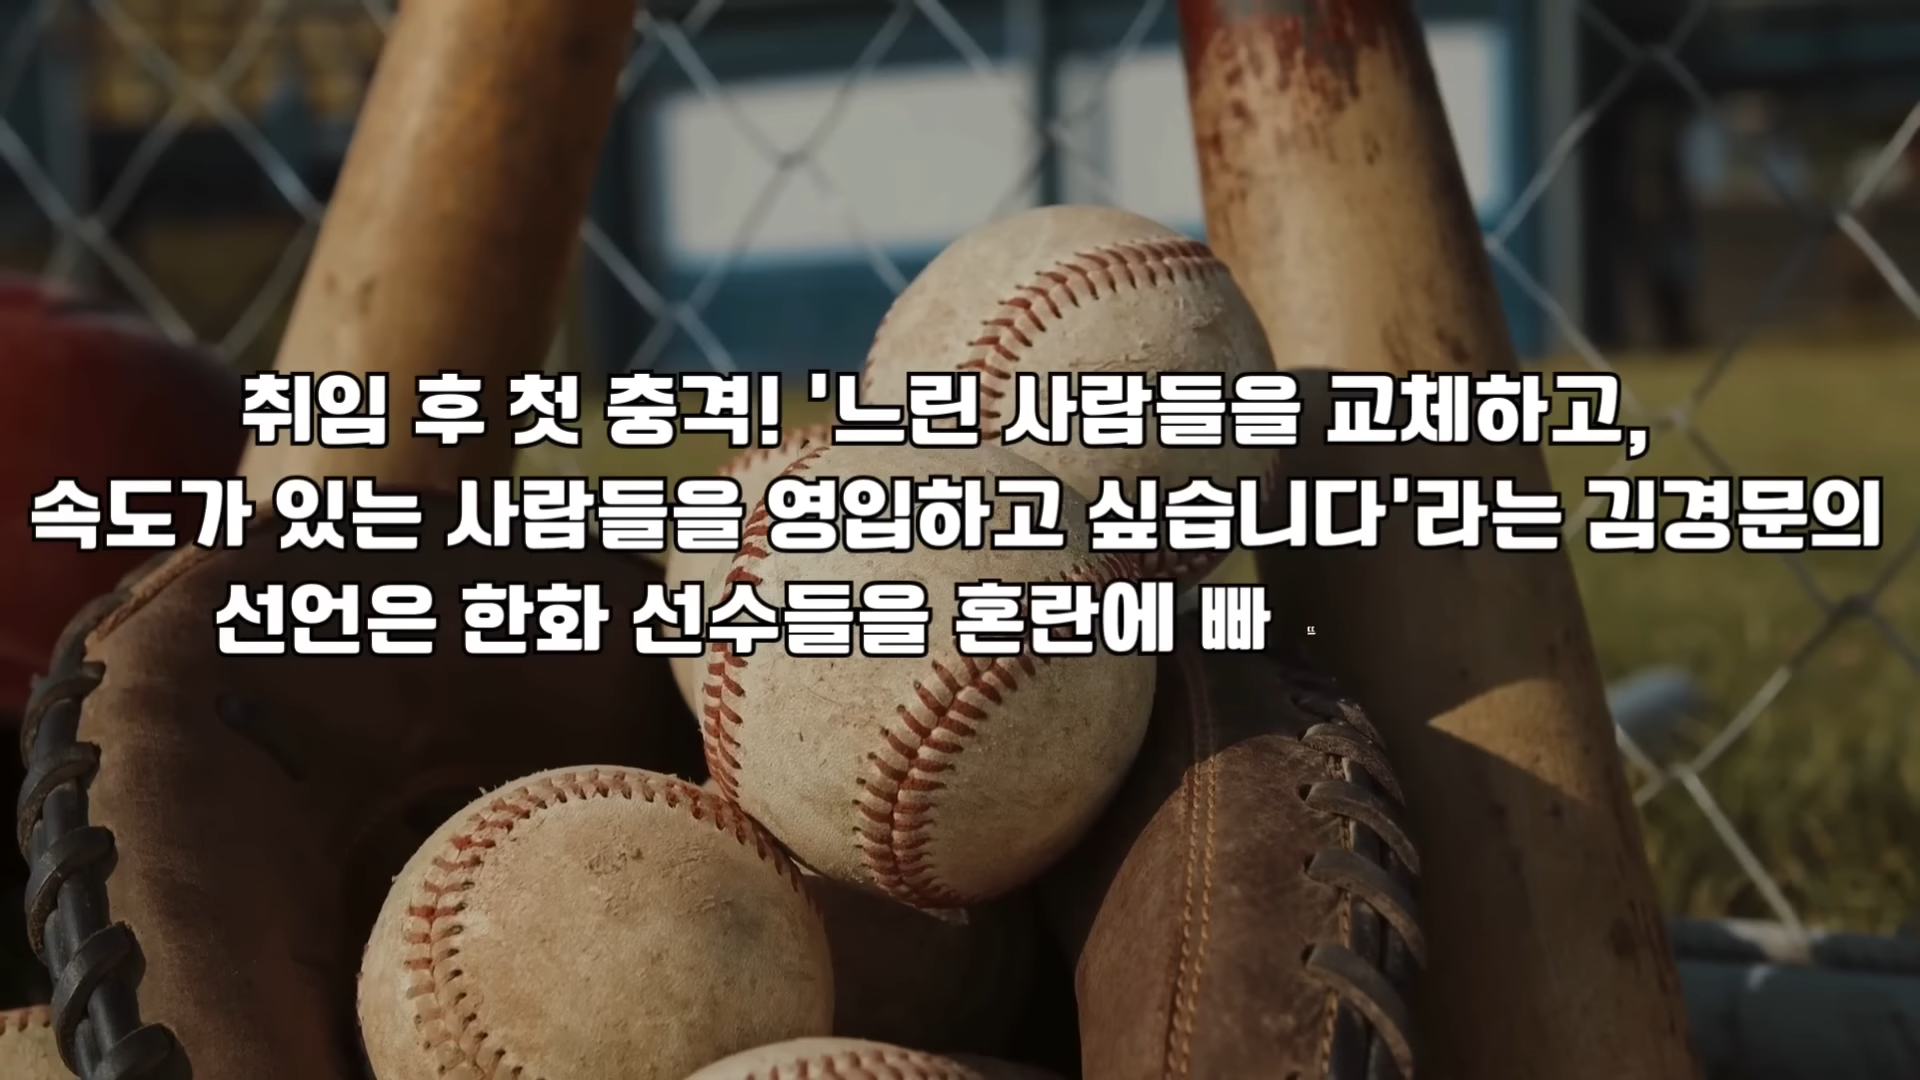 취임 후 첫 충격! '느린 사람들을 교체하고,
속도가 있는 사람들을 영입하고 싶습니다'라는 김경문의
선언은 한화 선수들을 혼란에 빠